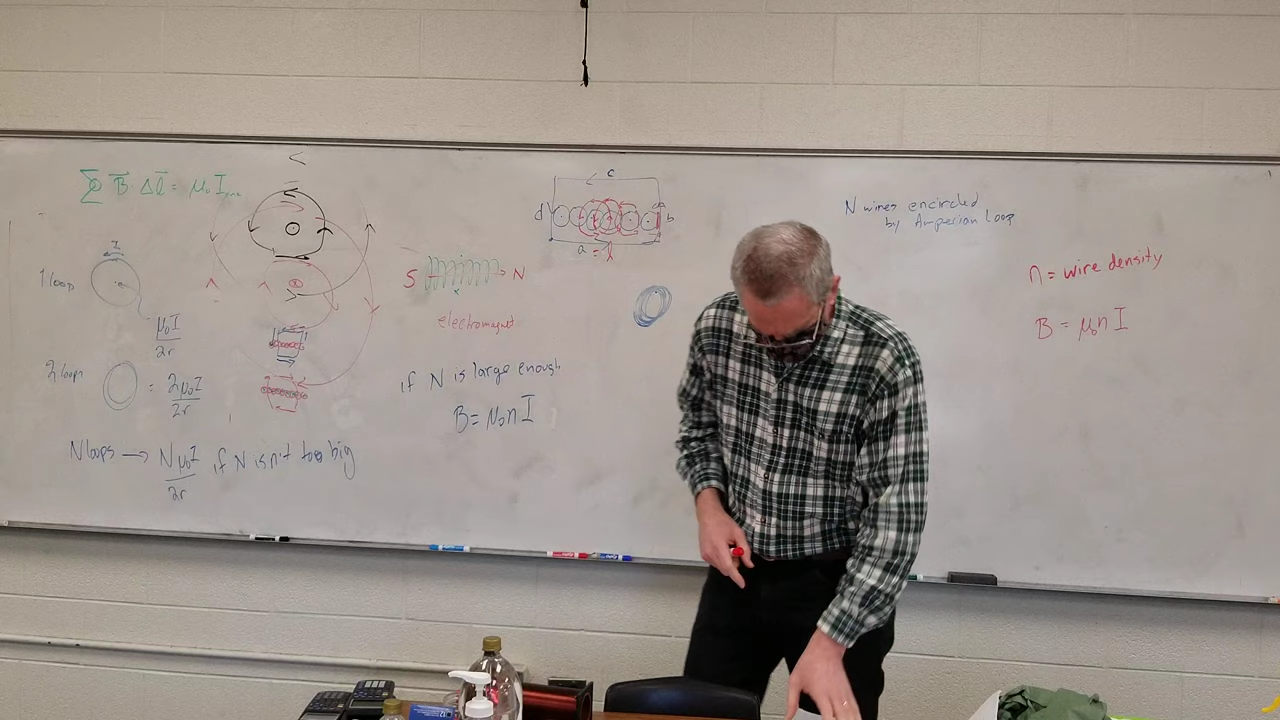 ∑ B⃗ · Δl⃗ = μ₀ I
1 loop
I
μ₀I
2r
2 loops
= 2μ₀I
2r
N loops → Nμ₀I if N isn't too big
2r
S N
electromagnet
if N is large enough
B = μ₀nI
c
d b
a = l
N wires encircled
by Amperian Loop
n = wire density
B = μ₀nI